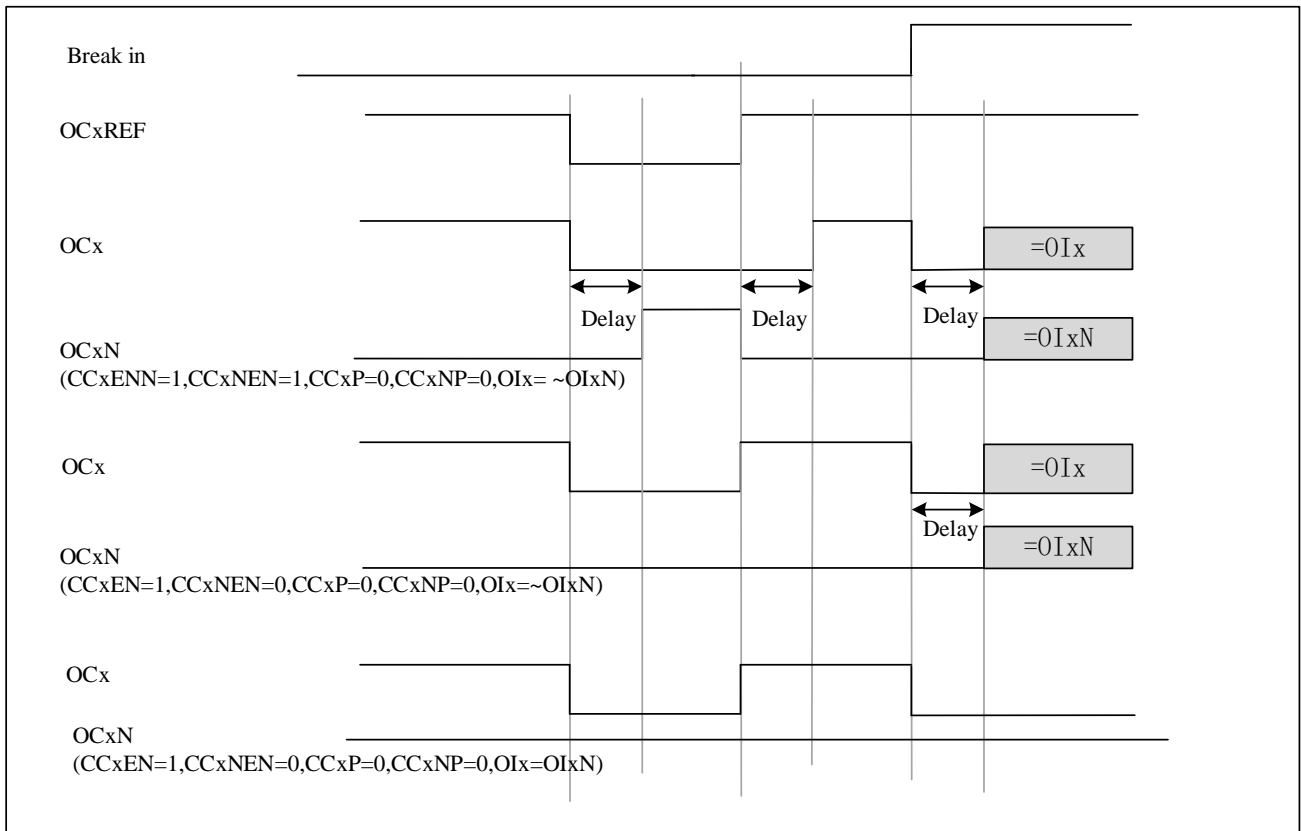 Break in
OCxREF
OCx
=OIx
Delay
Delay
Delay
OCxN
=OIxN
(CCxENN=1,CCxNEN=1,CCxP=0,CCxNP=0,OIx= ~OIxN)
OCx
=OIx
Delay
OCxN
=OIxN
(CCxEN=1,CCxNEN=0,CCxP=0,CCxNP=0,OIx=~OIxN)
OCx
OCxN
(CCxEN=1,CCxNEN=0,CCxP=0,CCxNP=0,OIx=OIxN)